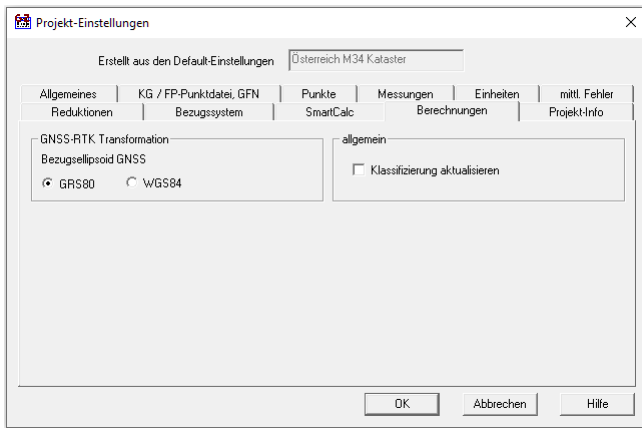 Projekt-Einstellungen
Erstellt aus den Default-Einstellungen Österreich M34 Kataster
Allgemeines KG / FP-Punktdatei, GFN Punkte Messungen Einheiten mittl. Fehler
Reduktionen Bezugssystem SmartCalc Berechnungen Projekt-Info
GNSS-RTK Transformation
Bezugsellipsoid GNSS
GRS80 WGS84
allgemein
Klassifizierung aktualisieren
OK Abbrechen Hilfe